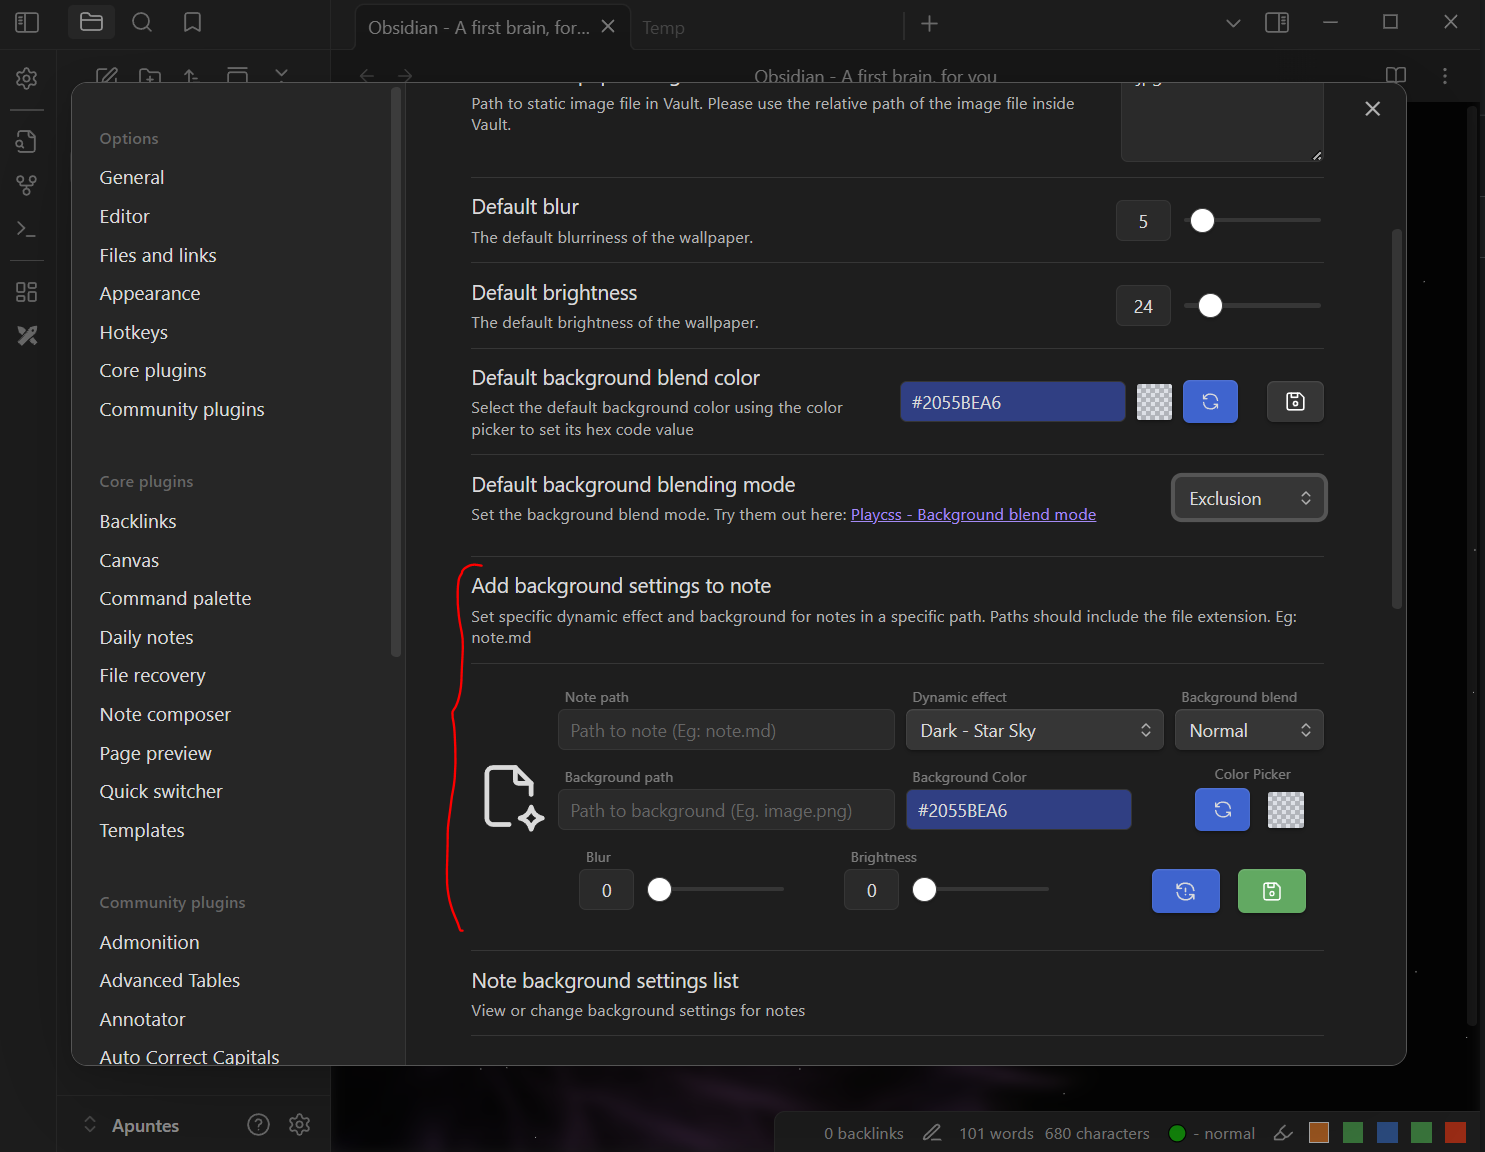 Obsidian - A first brain, for...
Temp
Obsidian - A first brain, for you
Options
General
Editor
Files and links
Appearance
Hotkeys
Core plugins
Community plugins
Core plugins
Backlinks
Canvas
Command palette
Daily notes
File recovery
Note composer
Page preview
Quick switcher
Templates
Community plugins
Admonition
Advanced Tables
Annotator
Auto Correct Capitals
Path to static image file in Vault. Please use the relative path of the image file inside
Vault.
Default blur
The default blurriness of the wallpaper.
5
Default brightness
The default brightness of the wallpaper.
24
Default background blend color
Select the default background color using the color
picker to set its hex code value
#2055BEA6
Default background blending mode
Set the background blend mode. Try them out here: Playcss - Background blend mode
Exclusion
Add background settings to note
Set specific dynamic effect and background for notes in a specific path. Paths should include the file extension. Eg:
note.md
Note path
Dynamic effect
Background blend
Path to note (Eg: note.md)
Dark - Star Sky
Normal
Background path
Background Color
Color Picker
Path to background (Eg. image.png)
#2055BEA6
Blur
Brightness
0
0
Note background settings list
View or change background settings for notes
Apuntes
0 backlinks
101 words
680 characters
- normal